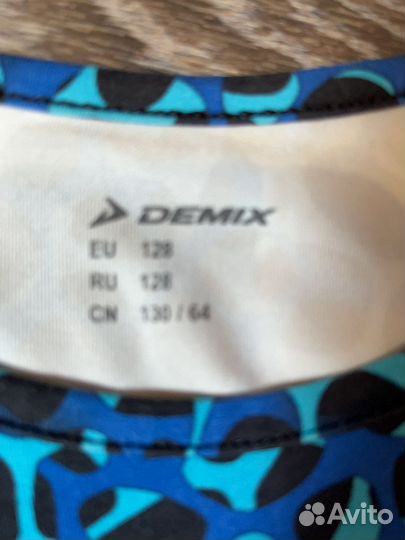 DEMIX
EU 128
RU 128
CN 130 / 64
Avito